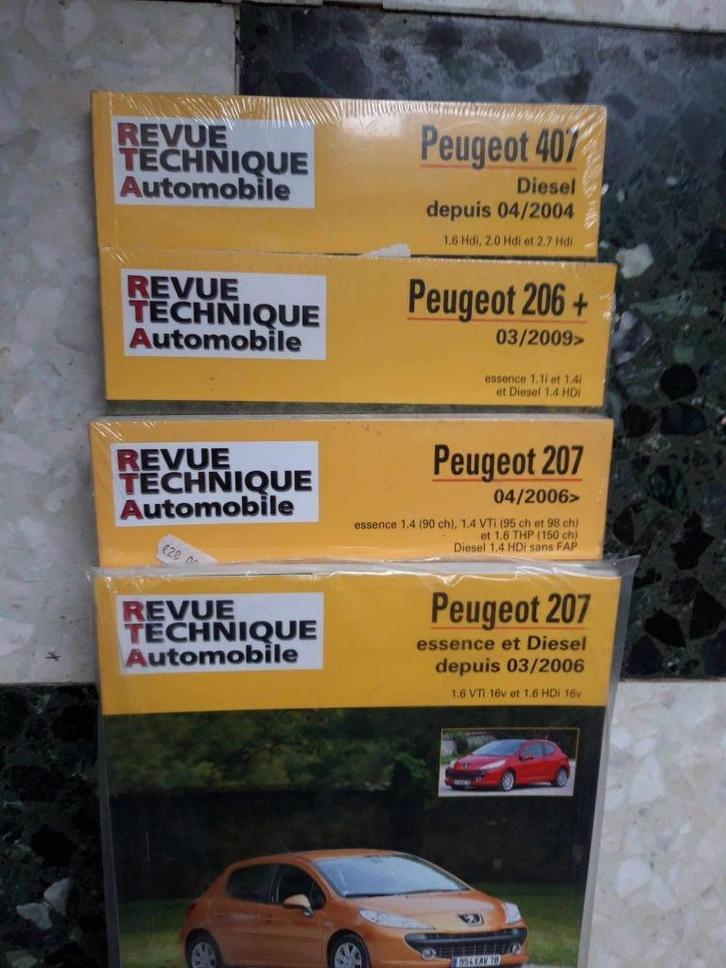 REVUE
TECHNIQUE
Automobile
Peugeot 407
Diesel
depuis 04/2004
1.6 Hdi, 2.0 Hdi et 2.7 Hdi
REVUE
TECHNIQUE
Automobile
Peugeot 206 +
03/2009>
essence 1.1i et 1.4i
et Diesel 1.4 HDi
REVUE
TECHNIQUE
Automobile
Peugeot 207
04/2006>
essence 1.4 (90 ch), 1.4 VTi (95 ch et 98 ch)
et 1.6 THP (150 ch)
Diesel 1.4 HDi sans FAP
€28
REVUE
TECHNIQUE
Automobile
Peugeot 207
essence et Diesel
depuis 03/2006
1.6 VTi 16v et 1.6 HDi 16v
954 EAV 78